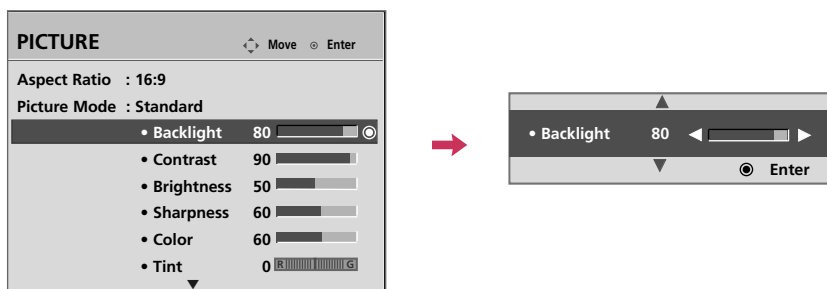 PICTURE Move Enter
Aspect Ratio : 16:9
Picture Mode : Standard
• Backlight 80
• Contrast 90
• Brightness 50
• Sharpness 60
• Color 60
• Tint 0 R G
• Backlight 80
Enter